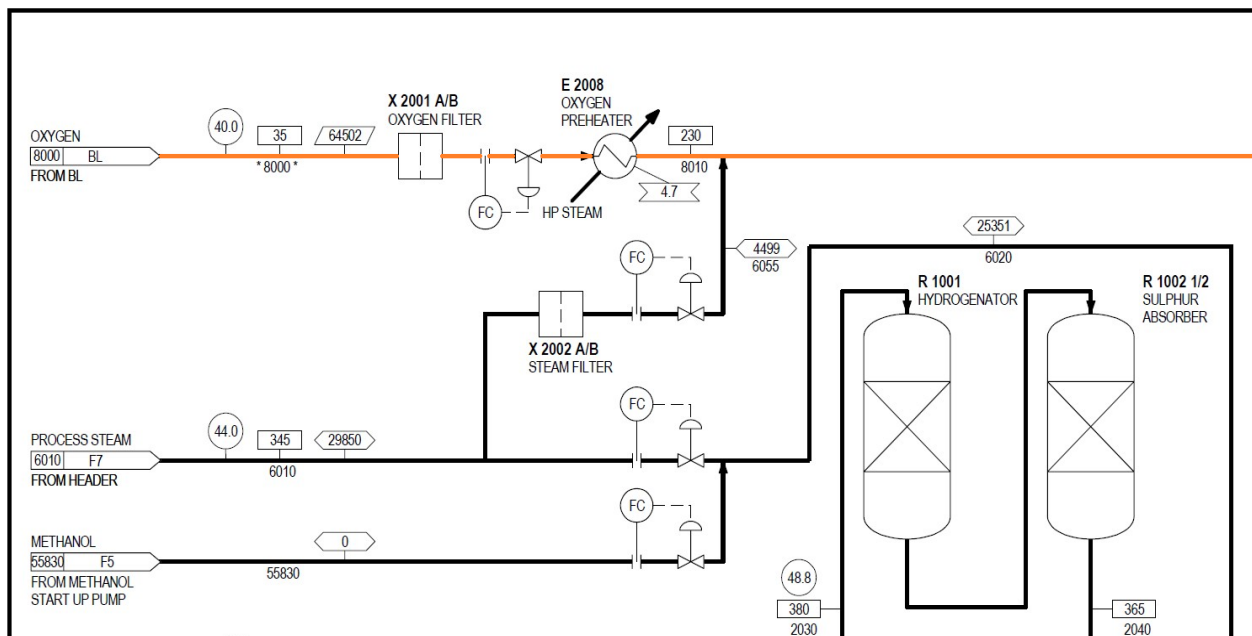 E 2008
OXYGEN
PREHEATER
X 2001 A/B
OXYGEN FILTER
OXYGEN
8000 BL
FROM BL
40.0
35
* 8000 *
64502
230
8010
FC
HP STEAM
4.7
FC
4499
6055
25351
6020
R 1001
HYDROGENATOR
R 1002 1/2
SULPHUR
ABSORBER
X 2002 A/B
STEAM FILTER
FC
PROCESS STEAM
6010 F7
FROM HEADER
44.0
345
6010
29850
FC
METHANOL
55830 F5
FROM METHANOL
START UP PUMP
0
55830
48.8
380
2030
365
2040